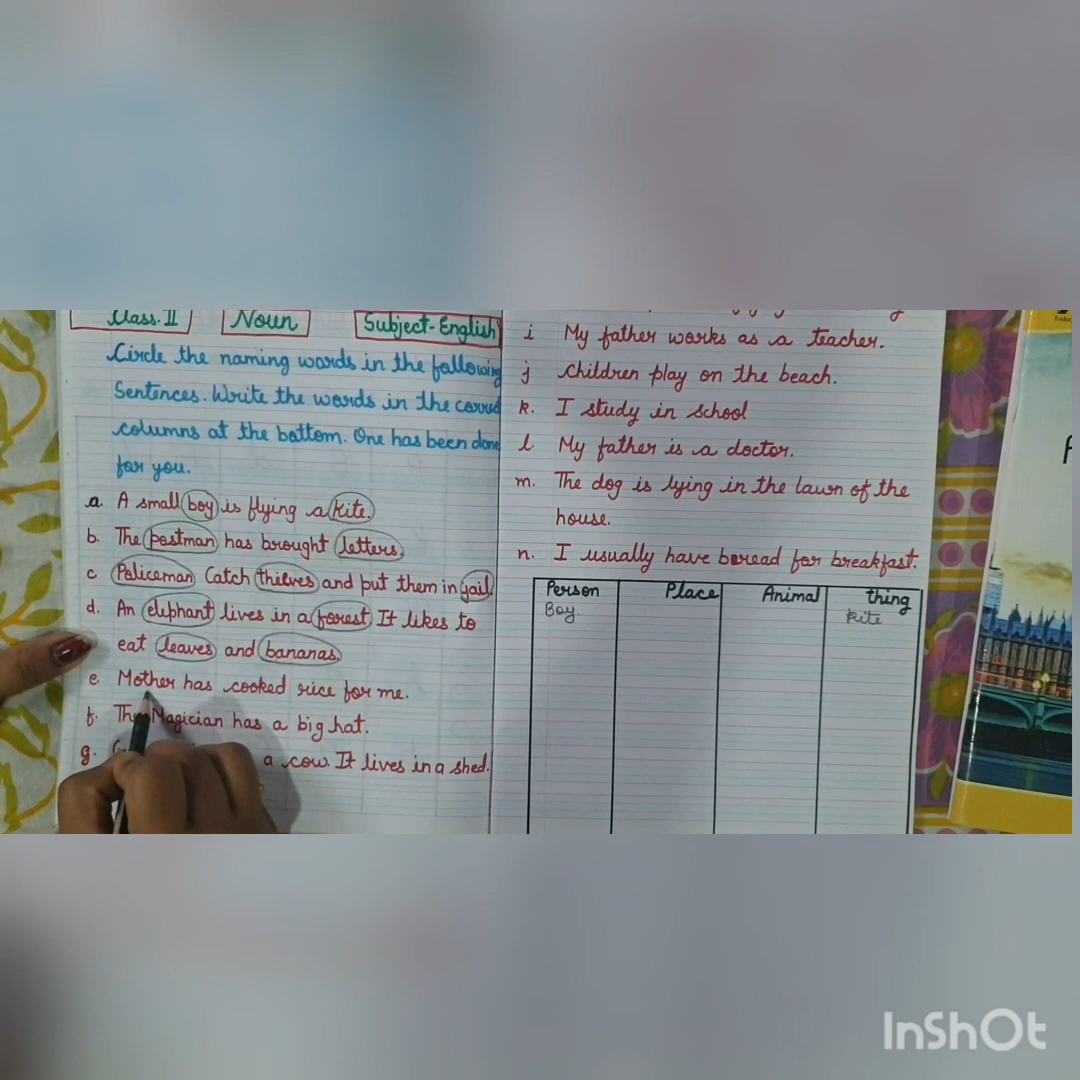 Class-II
Noun
Subject-English
Circle the naming words in the following
Sentences. Write the words in the correct
columns at the bottom. One has been done
for you.
a. A small boy is flying a kite.
b. The postman has brought letters.
c Policeman Catch thieves and put them in jail.
d. An elephant lives in a forest It likes to
eat leaves and bananas.
e. Mother has cooked rice for me.
f. The Magician has a big hat.
g. a cow. It lives in a shed.
i My father works as a teacher.
j children play on the beach.
k. I study in school
l. My father is a doctor.
m. The dog is lying in the lawn of the
house.
n. I usually have bread for breakfast.
Person Place Animal thing
Boy kite
InShOt